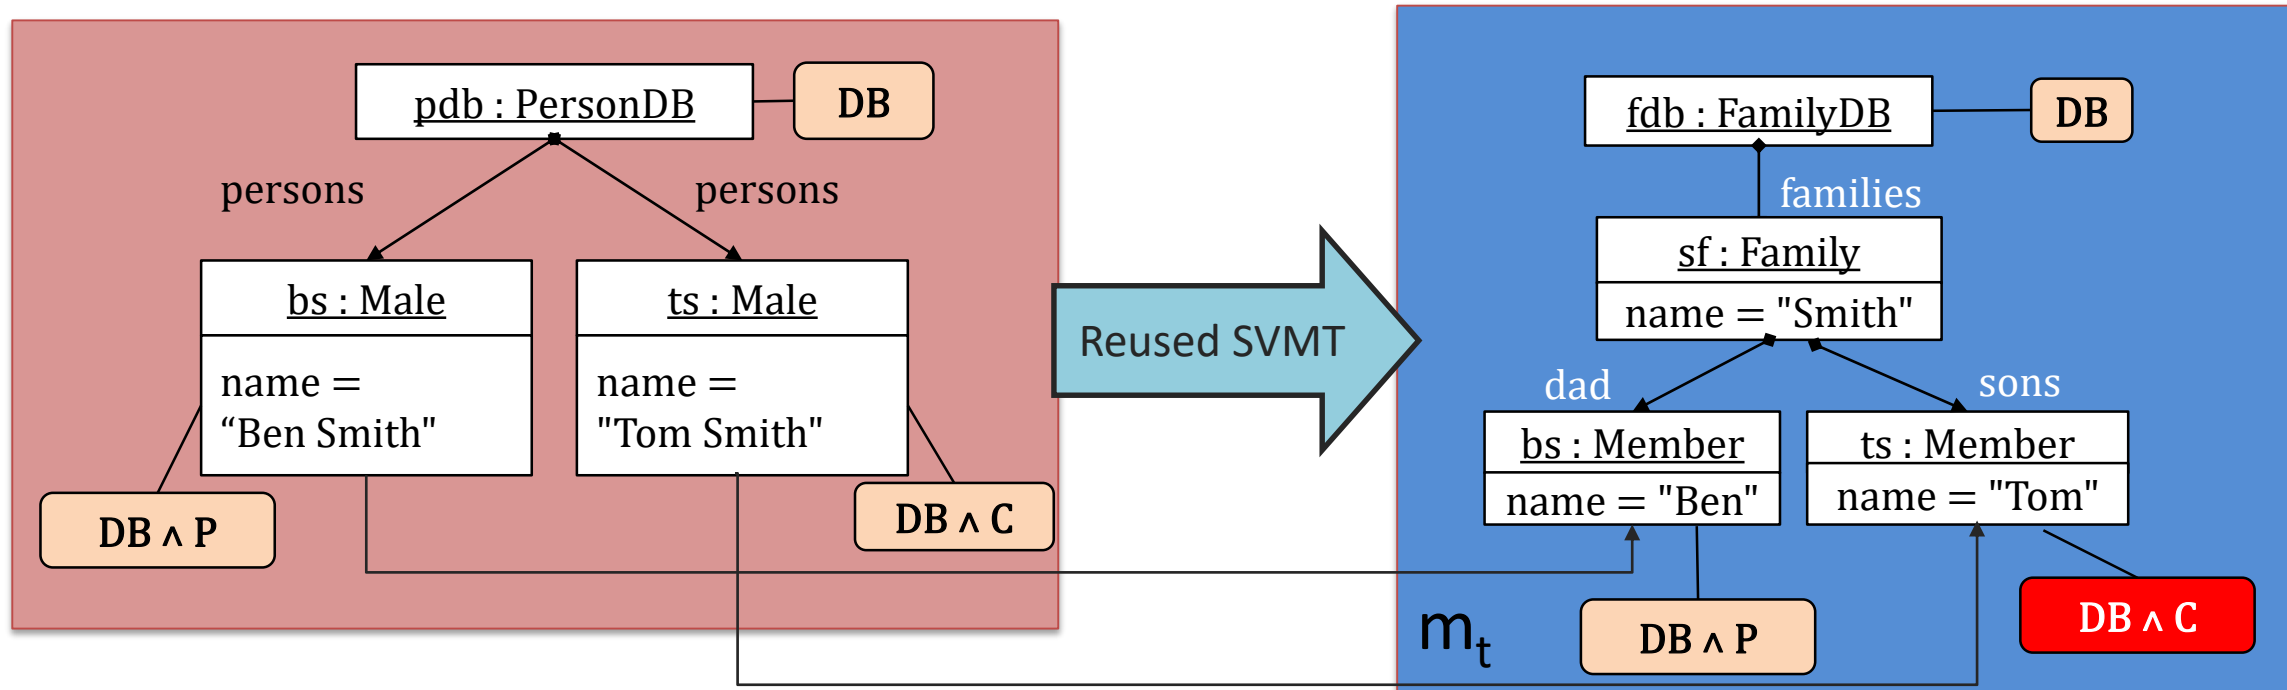 pdb : PersonDB
DB
persons
persons
bs : Male
name =
“Ben Smith"
ts : Male
name =
"Tom Smith"
DB ∧ P
DB ∧ C
Reused SVMT
fdb : FamilyDB
DB
families
sf : Family
name = "Smith"
dad
sons
bs : Member
name = "Ben"
ts : Member
name = "Tom"
DB ∧ P
DB ∧ C
mt